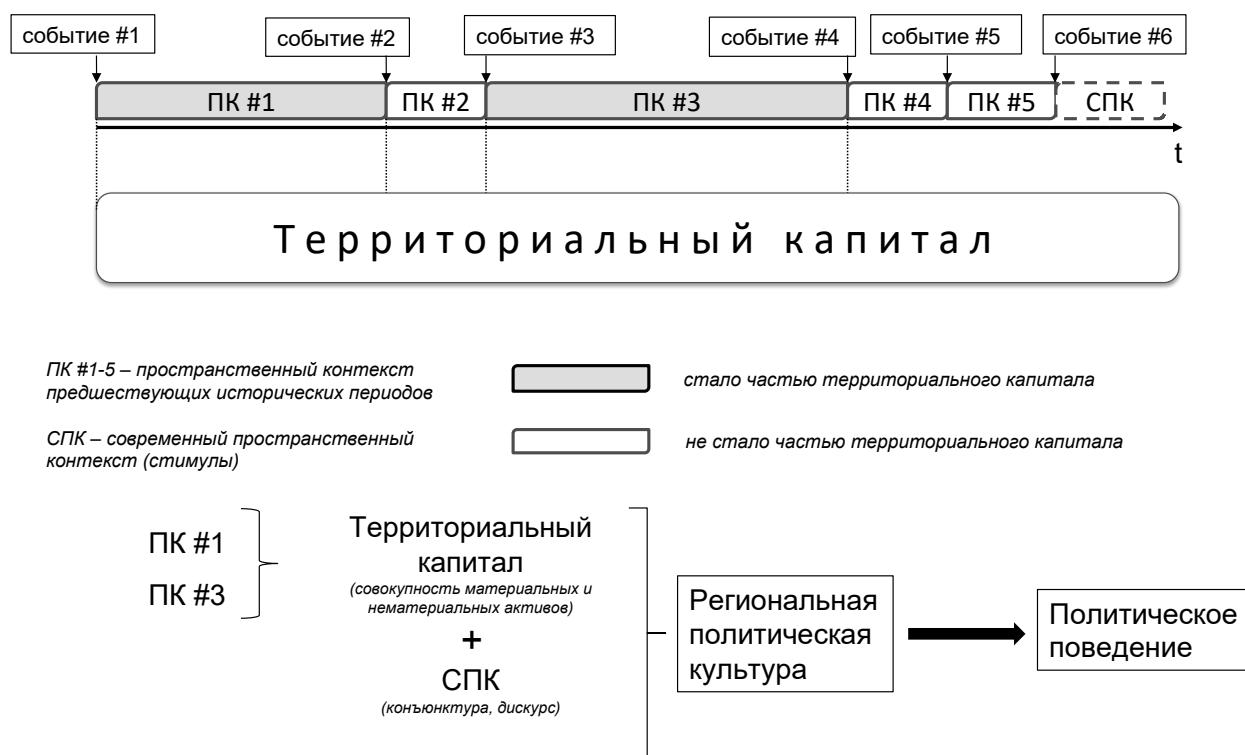 событие #1
событие #2
событие #3
событие #4
событие #5
событие #6
ПК #1
ПК #2
ПК #3
ПК #4
ПК #5
СПК
t
Территориальный капитал
ПК #1-5 – пространственный контекст
предшествующих исторических периодов
стало частью территориального капитала
СПК – современный пространственный
контекст (стимулы)
не стало частью территориального капитала
ПК #1
ПК #3
Территориальный
капитал
(совокупность материальных и
нематериальных активов)
+
СПК
(конъюнктура, дискурс)
Региональная
политическая
культура
Политическое
поведение